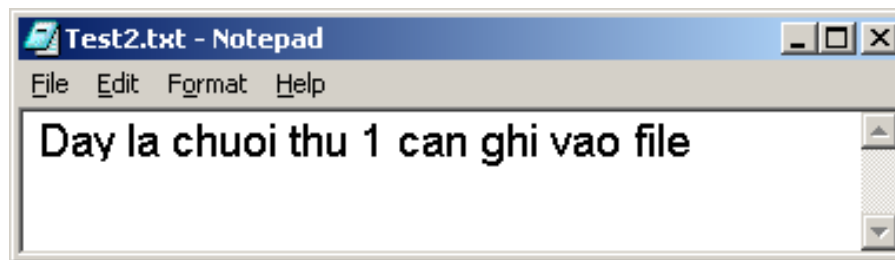 Test2.txt - Notepad
File Edit Format Help
Day la chuoi thu 1 can ghi vao file